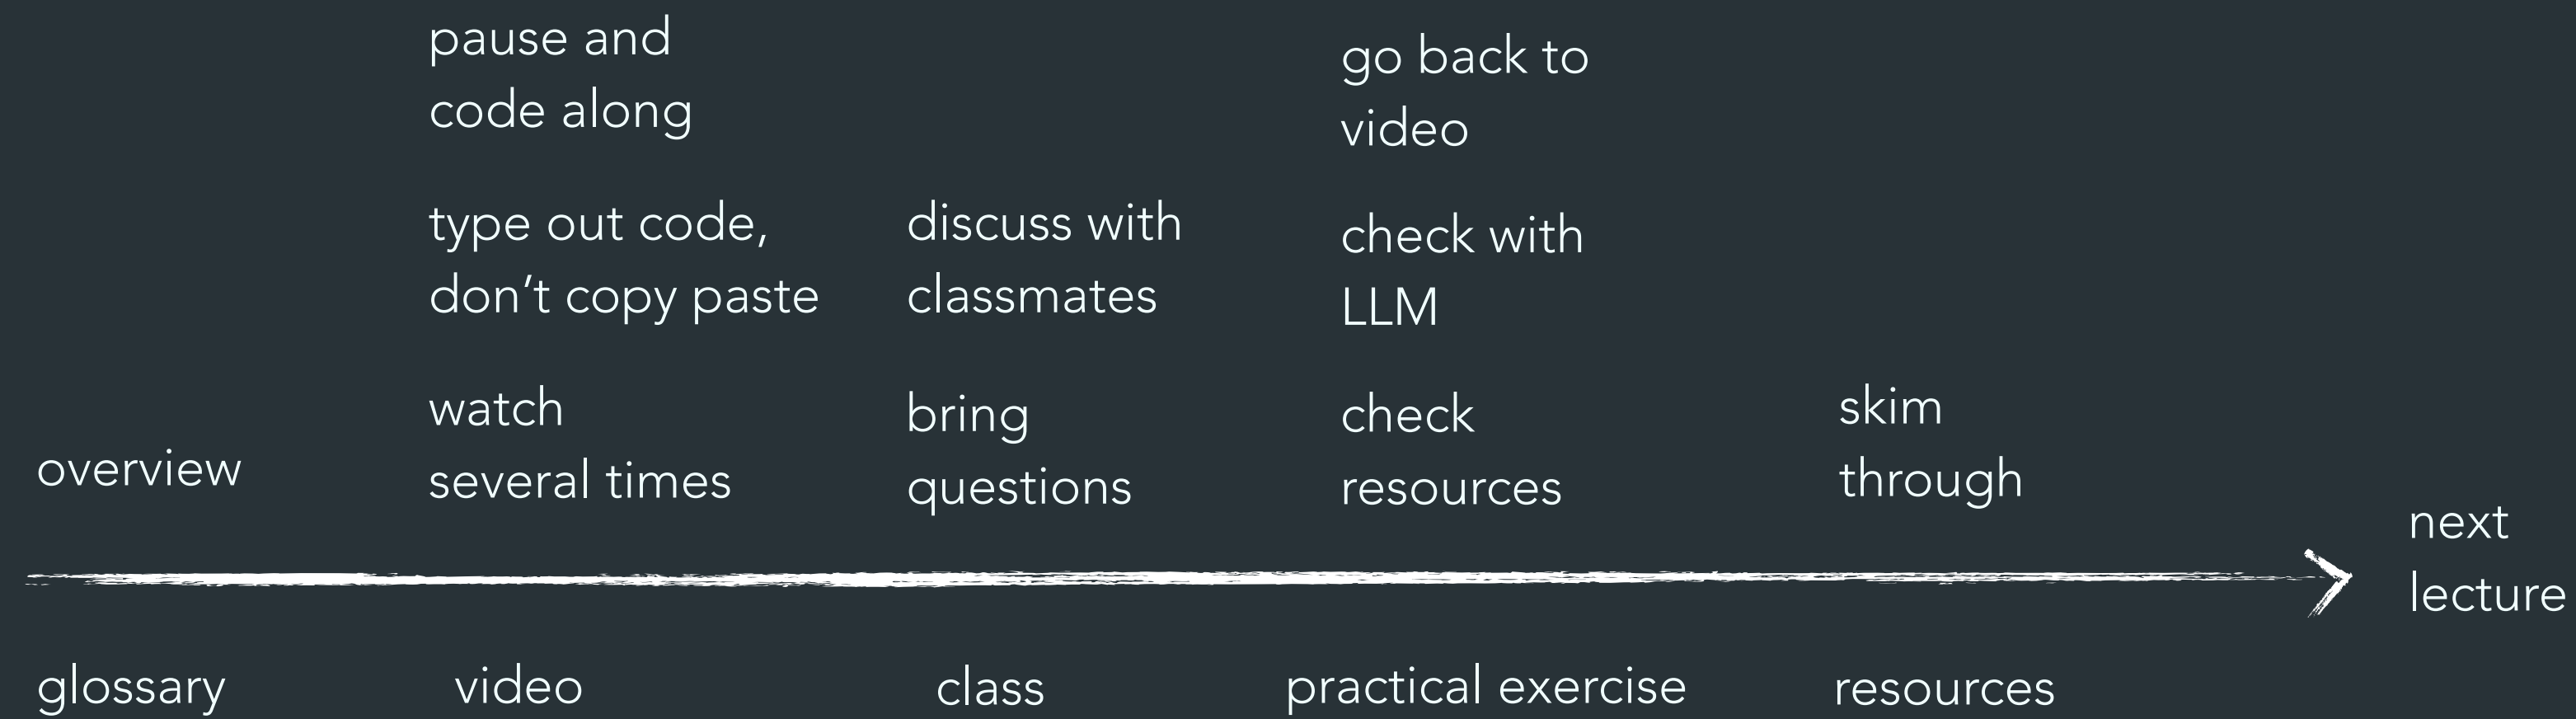 pause and
code along
type out code,
don't copy paste
watch
several times
overview
discuss with
classmates
bring
questions
go back to
video
check with
LLM
check
resources
skim
through
next
lecture
glossary
video
class
practical exercise
resources